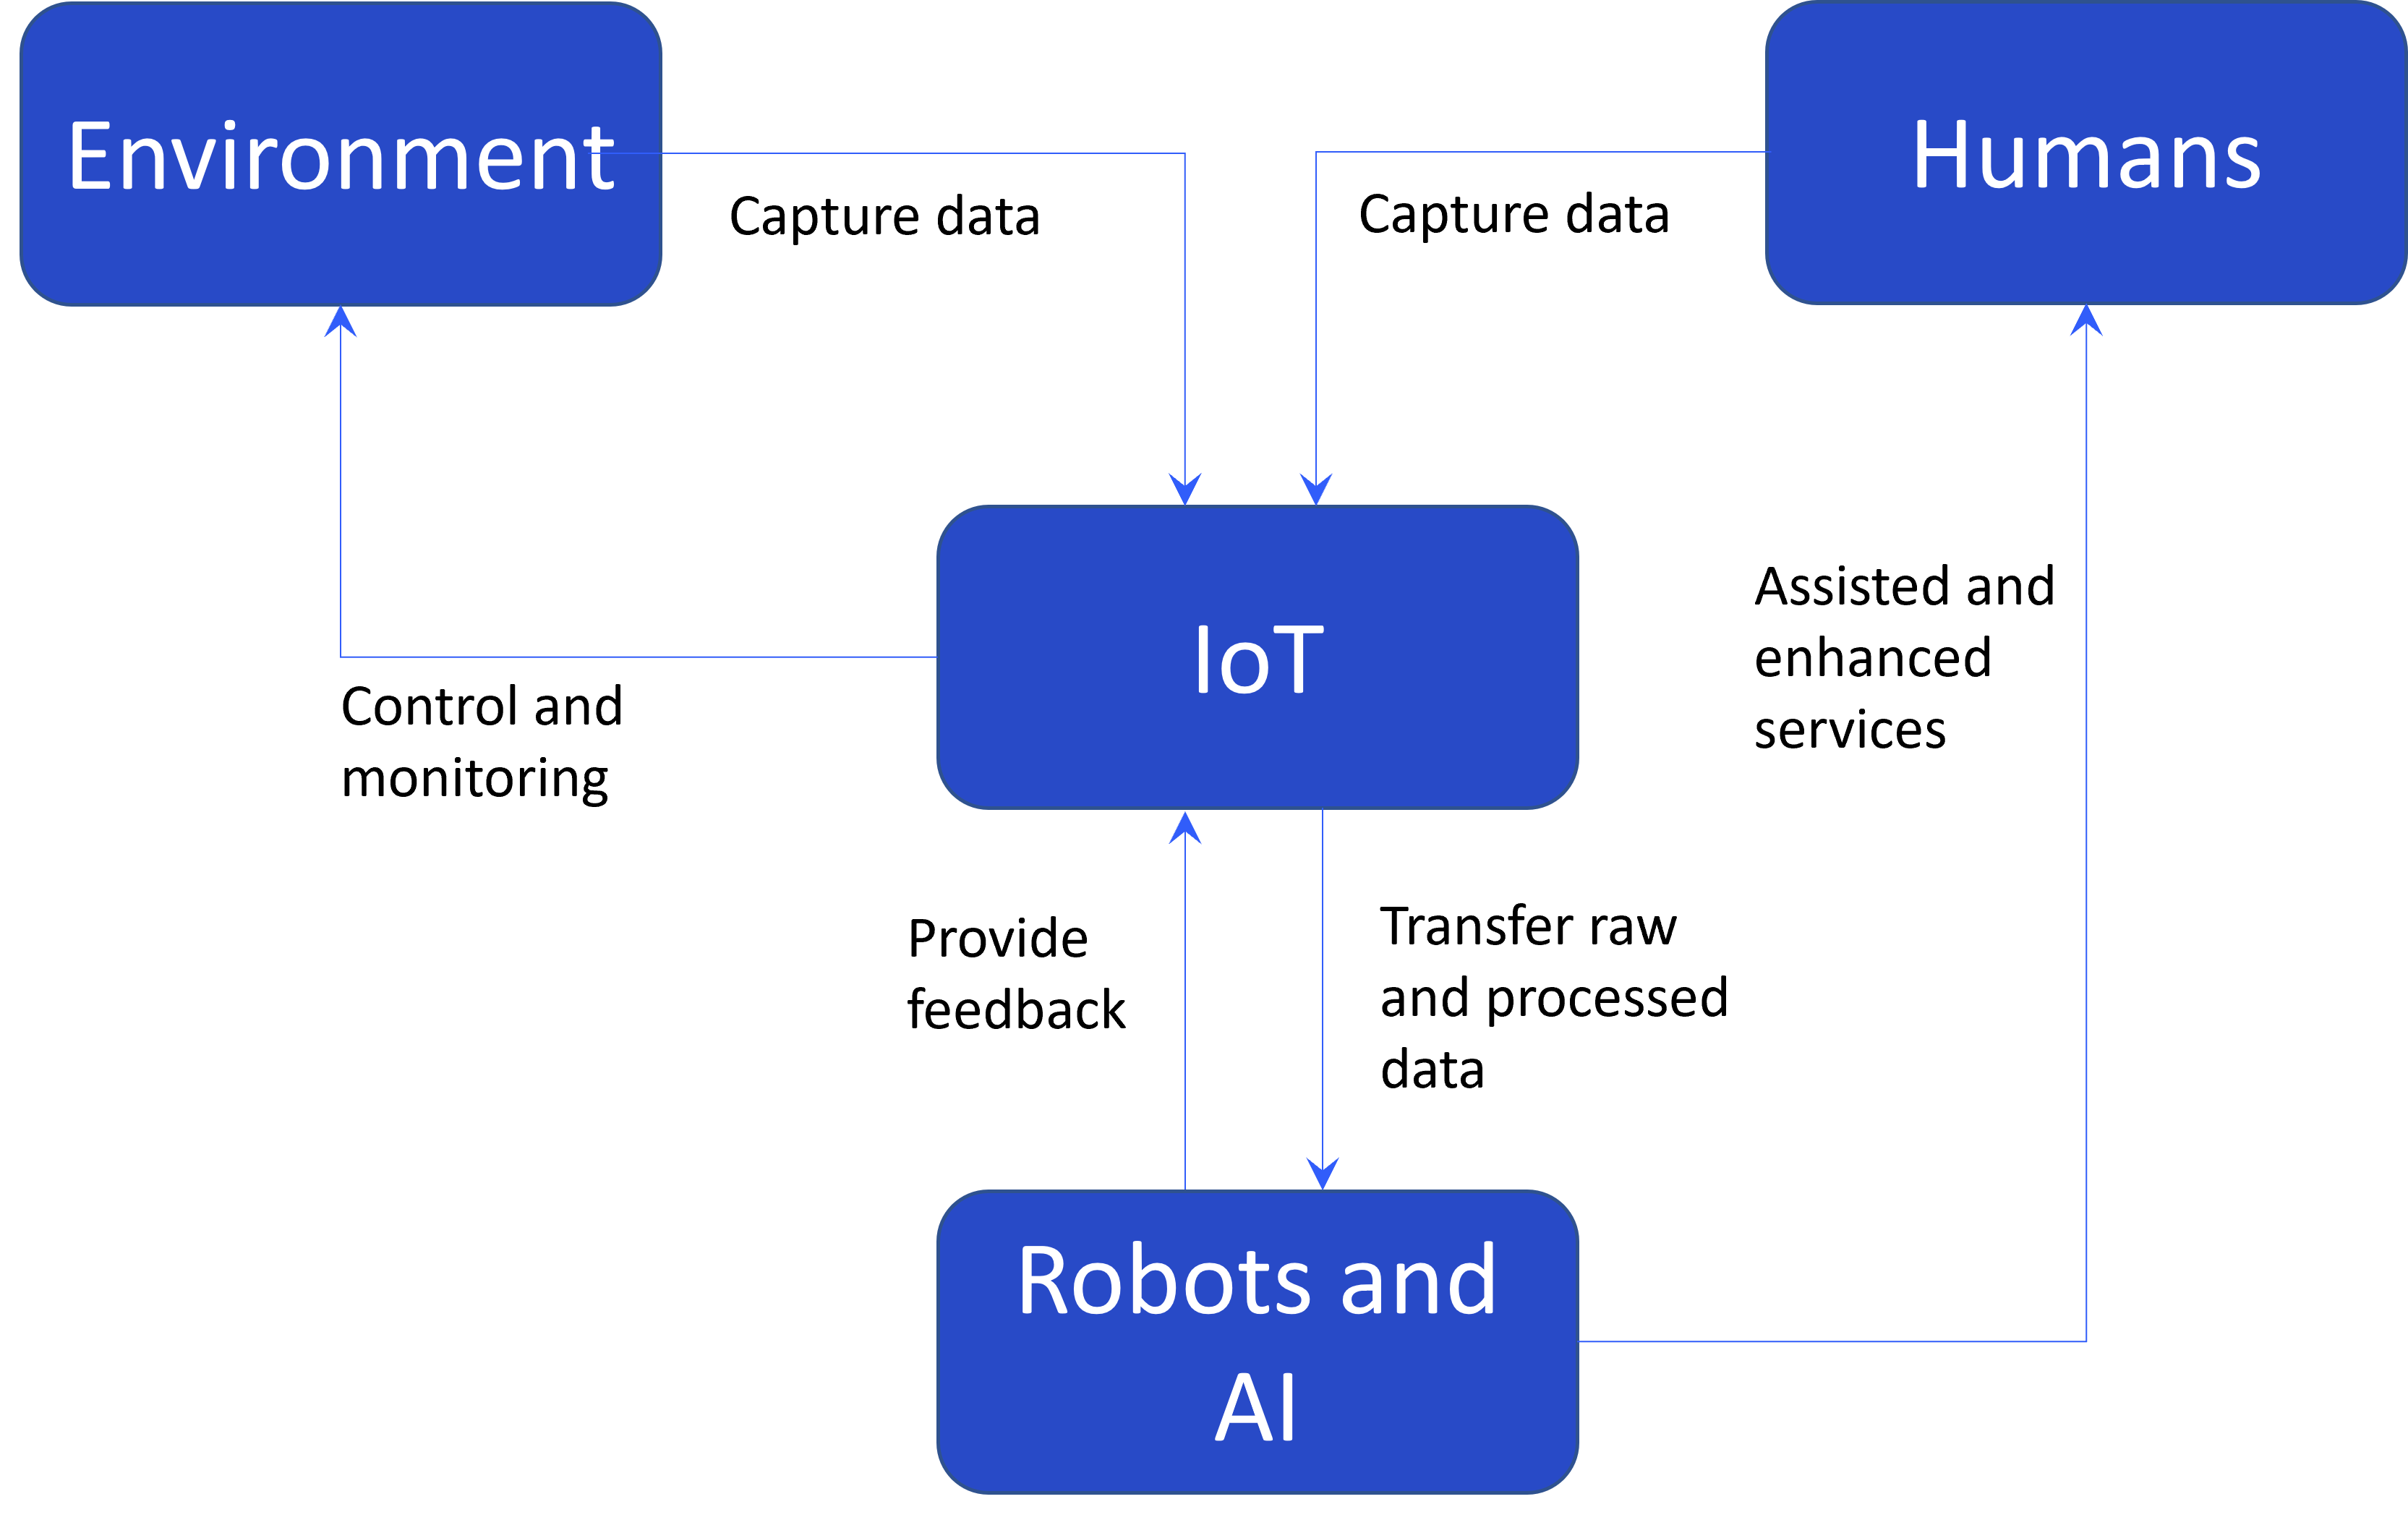 Environment
Humans
Capture data
Capture data
IoT
Assisted and
enhanced
services
Control and
monitoring
Provide
feedback
Transfer raw
and processed
data
Robots and
AI